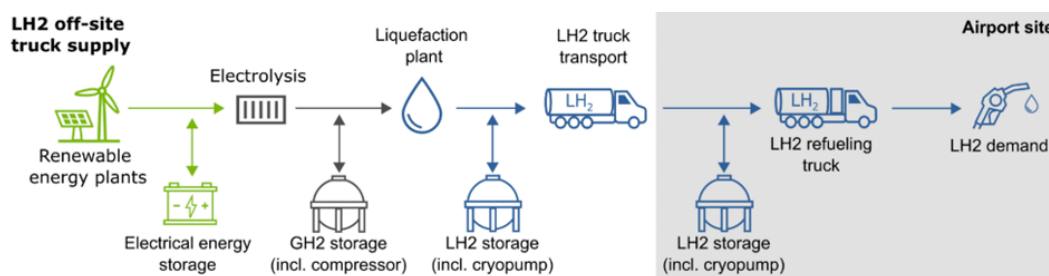 LH2 off-site
truck supply
Renewable
energy plants
- +
Electrical energy
storage
Electrolysis
GH2 storage
(incl. compressor)
Liquefaction
plant
LH2 storage
(incl. cryopump)
LH2 truck
transport
LH2
Airport site
LH2 storage
(incl. cryopump)
LH2
LH2 refueling
truck
LH2 demand